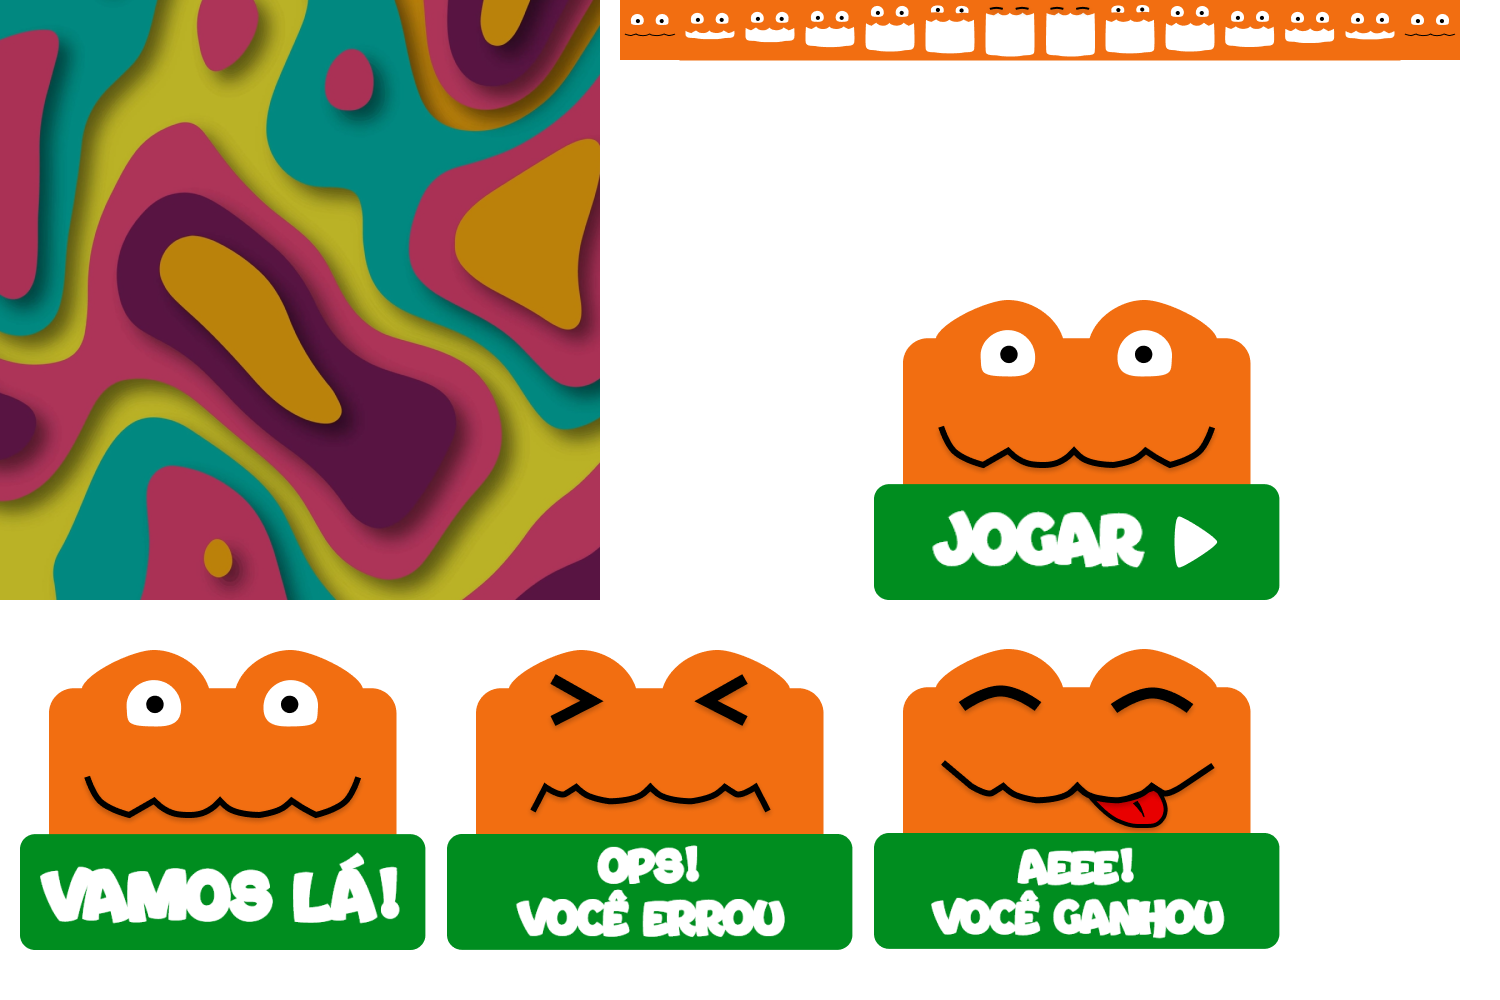 JOGAR
VAMOS LÁ!
OPS!
VOCÊ ERROU
AEEE!
VOCÊ GANHOU